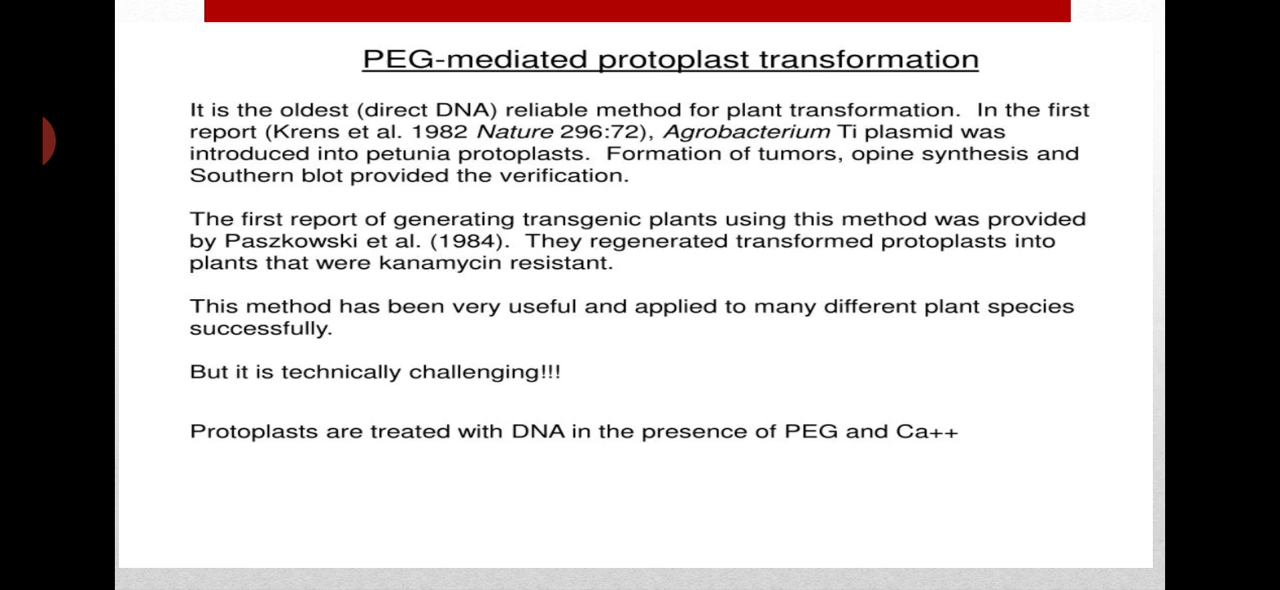 PEG-mediated protoplast transformation
It is the oldest (direct DNA) reliable method for plant transformation. In the first
report (Krens et al. 1982 Nature 296:72), Agrobacterium Ti plasmid was
introduced into petunia protoplasts. Formation of tumors, opine synthesis and
Southern blot provided the verification.
The first report of generating transgenic plants using this method was provided
by Paszkowski et al. (1984). They regenerated transformed protoplasts into
plants that were kanamycin resistant.
This method has been very useful and applied to many different plant species
successfully.
But it is technically challenging!!!
Protoplasts are treated with DNA in the presence of PEG and Ca++